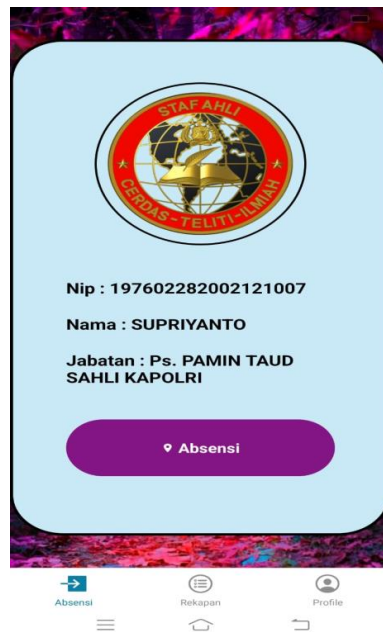 STAF AHLI
CERDAS - TELITI - ILMIAH
Nip : 197602282002121007
Nama : SUPRIYANTO
Jabatan : Ps. PAMIN TAUD
SAHLI KAPOLRI
Absensi
Absensi
Rekapan
Profile